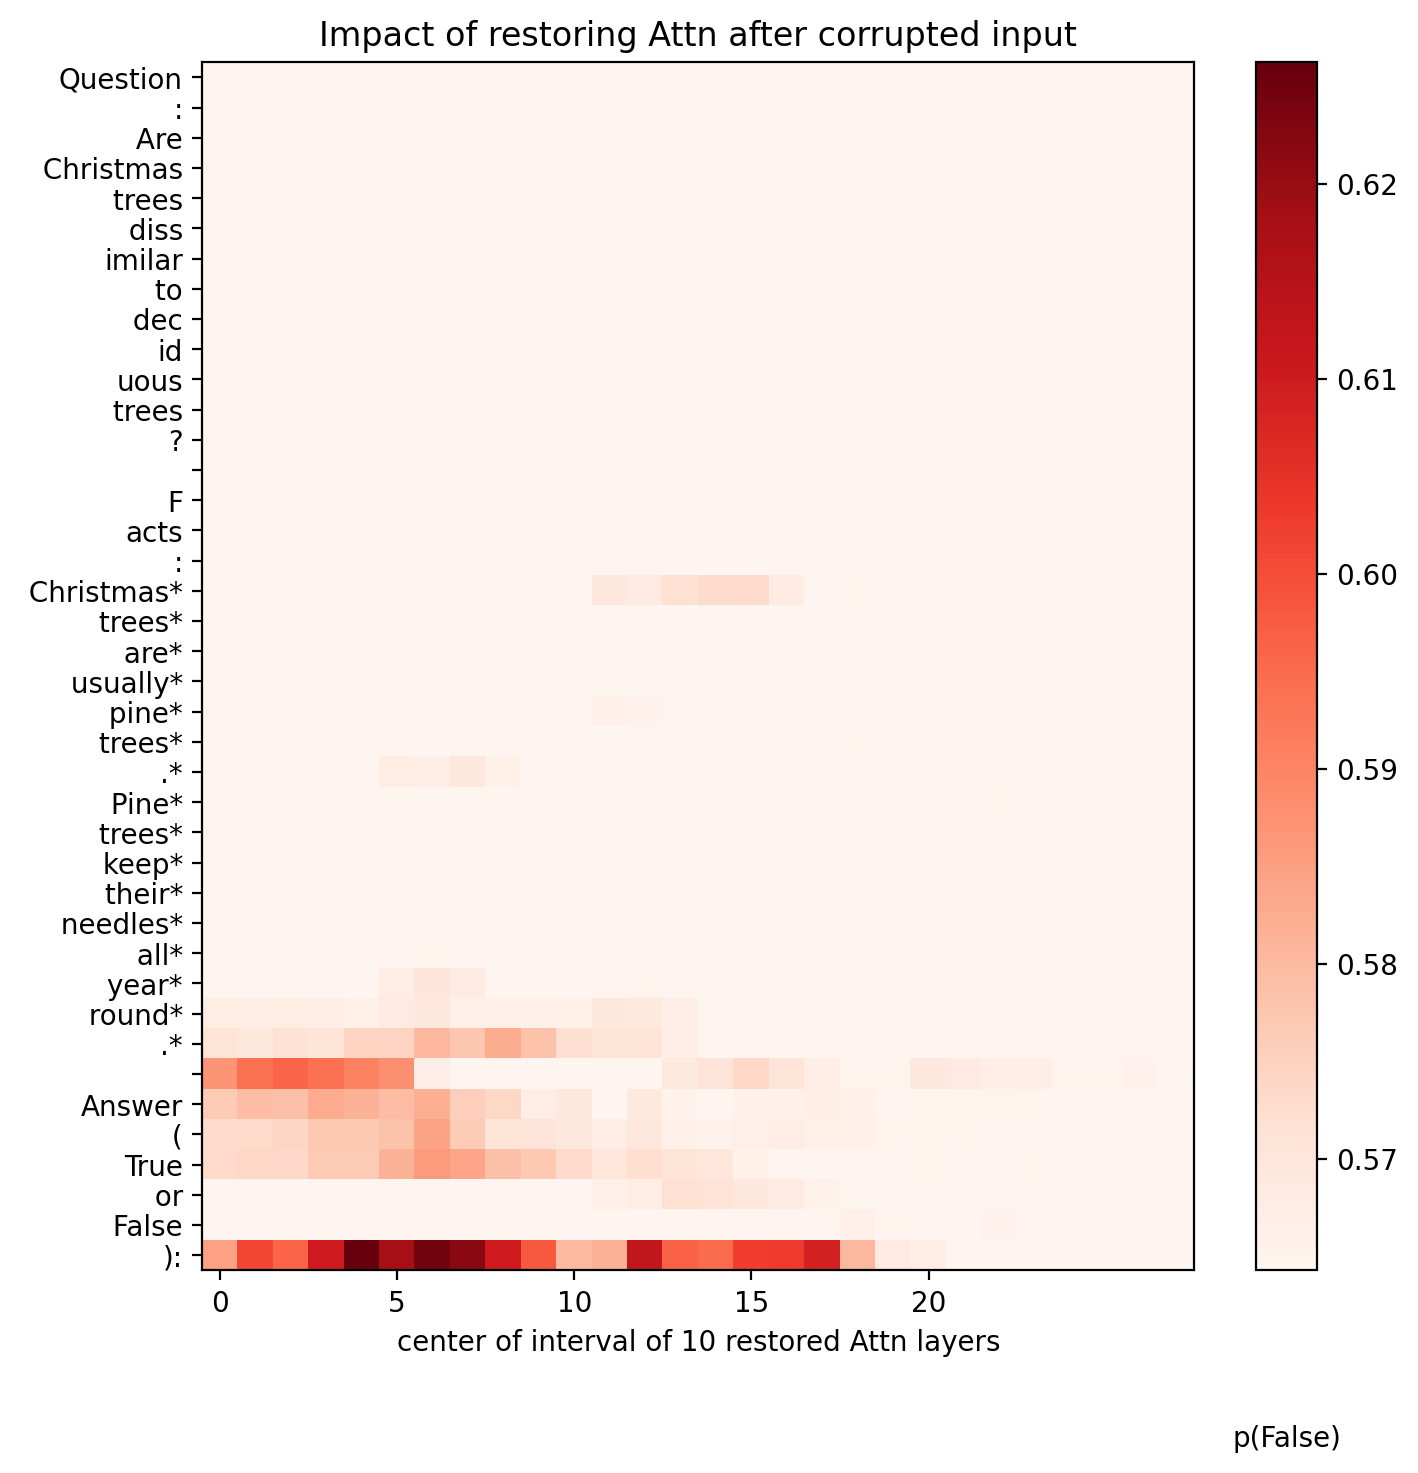 Impact of restoring Attn after corrupted input
Question
:
Are
Christmas
trees
diss
imilar
to
dec
id
uous
trees
?
F
acts
:
Christmas*
trees*
are*
usually*
pine*
trees*
.*
Pine*
trees*
keep*
their*
needles*
all*
year*
round*
.*
Answer
(
True
or
False
):
0 5 10 15 20
center of interval of 10 restored Attn layers
0.62
0.61
0.60
0.59
0.58
0.57
p(False)